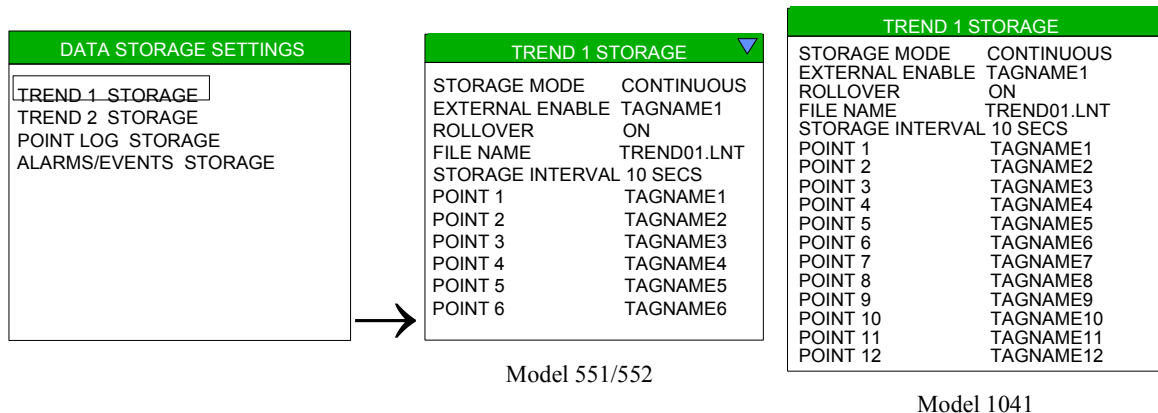 DATA STORAGE SETTINGS
TREND 1 STORAGE
TREND 2 STORAGE
POINT LOG STORAGE
ALARMS/EVENTS STORAGE
TREND 1 STORAGE
STORAGE MODE CONTINUOUS
EXTERNAL ENABLE TAGNAME1
ROLLOVER ON
FILE NAME TREND01.LNT
STORAGE INTERVAL 10 SECS
POINT 1 TAGNAME1
POINT 2 TAGNAME2
POINT 3 TAGNAME3
POINT 4 TAGNAME4
POINT 5 TAGNAME5
POINT 6 TAGNAME6
Model 551/552
TREND 1 STORAGE
STORAGE MODE CONTINUOUS
EXTERNAL ENABLE TAGNAME1
ROLLOVER ON
FILE NAME TREND01.LNT
STORAGE INTERVAL 10 SECS
POINT 1 TAGNAME1
POINT 2 TAGNAME2
POINT 3 TAGNAME3
POINT 4 TAGNAME4
POINT 5 TAGNAME5
POINT 6 TAGNAME6
POINT 7 TAGNAME7
POINT 8 TAGNAME8
POINT 9 TAGNAME9
POINT 10 TAGNAME10
POINT 11 TAGNAME11
POINT 12 TAGNAME12
Model 1041